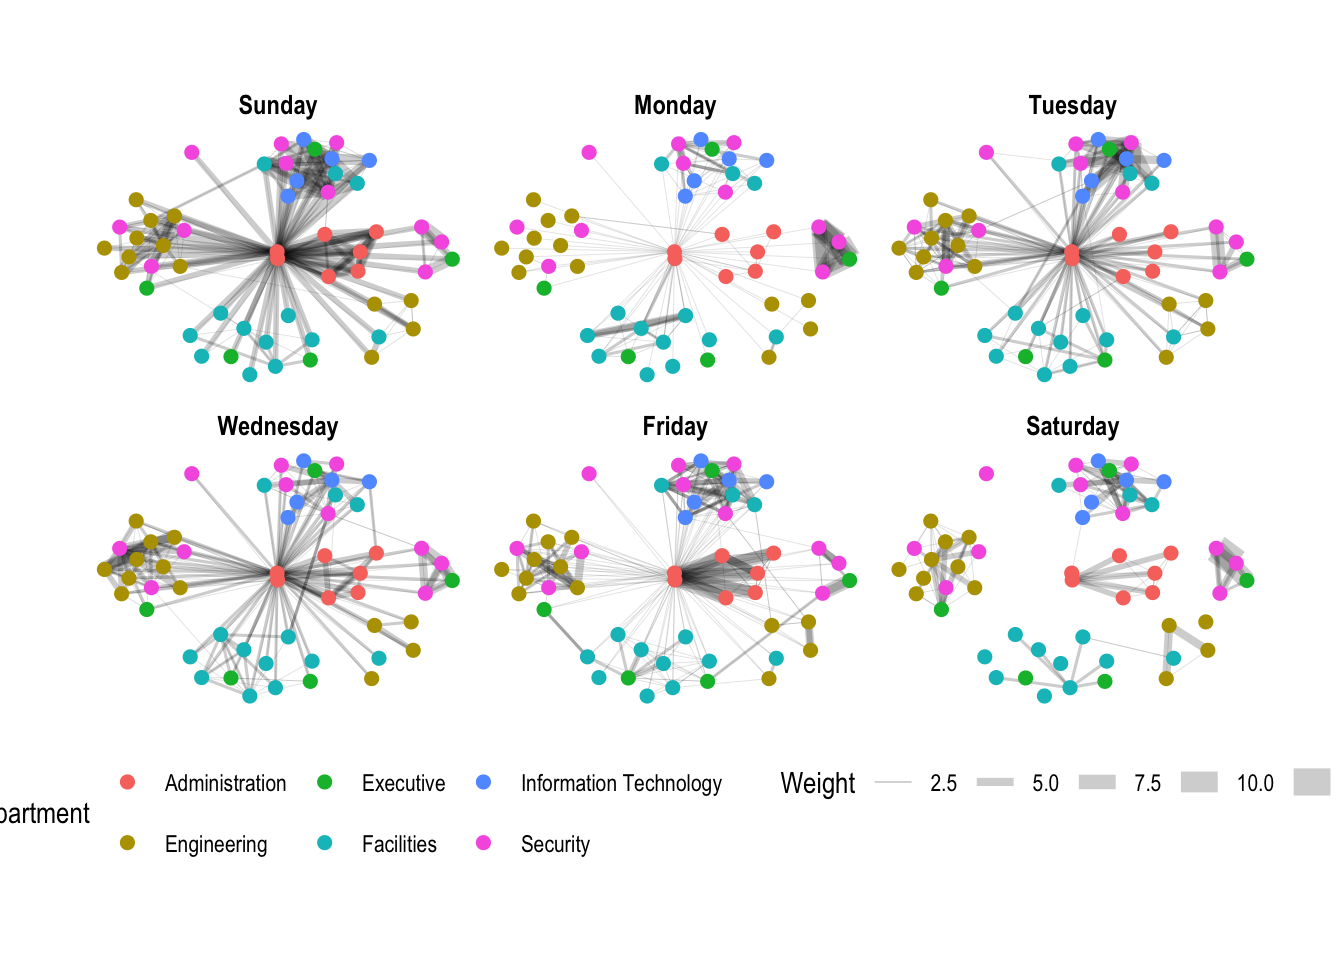 Sunday
Monday
Tuesday
Wednesday
Friday
Saturday
partment
Administration
Executive
Information Technology
Engineering
Facilities
Security
Weight
2.5
5.0
7.5
10.0